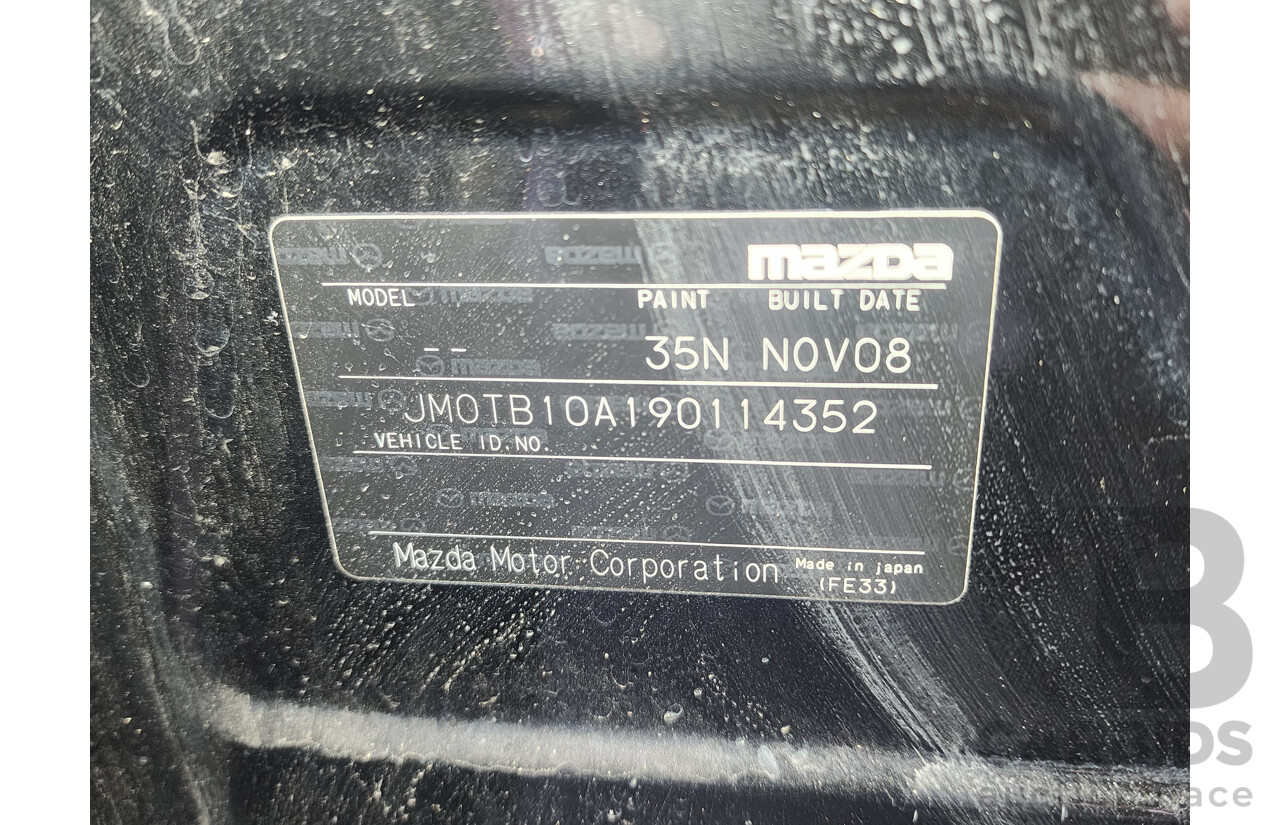 mazda
MODEL PAINT BUILT DATE
-- 35N NOV08
JM0TB10A190114352
VEHICLE ID.NO.
Mazda Motor Corporation Made in japan
(FE33)